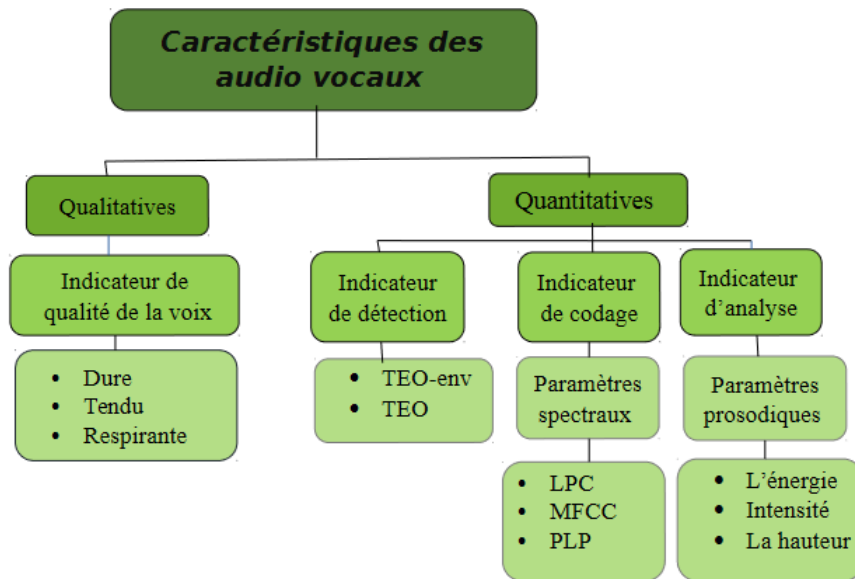 Caractéristiques des
audio vocaux
Qualitatives
Quantitatives
Indicateur de
qualité de la voix
Indicateur
de détection
Indicateur
de codage
Indicateur
d'analyse
• Dure
• Tendu
• Respirante
• TEO-env
• TEO
Paramètres
spectraux
Paramètres
prosodiques
• LPC
• MFCC
• PLP
• L'énergie
• Intensité
• La hauteur